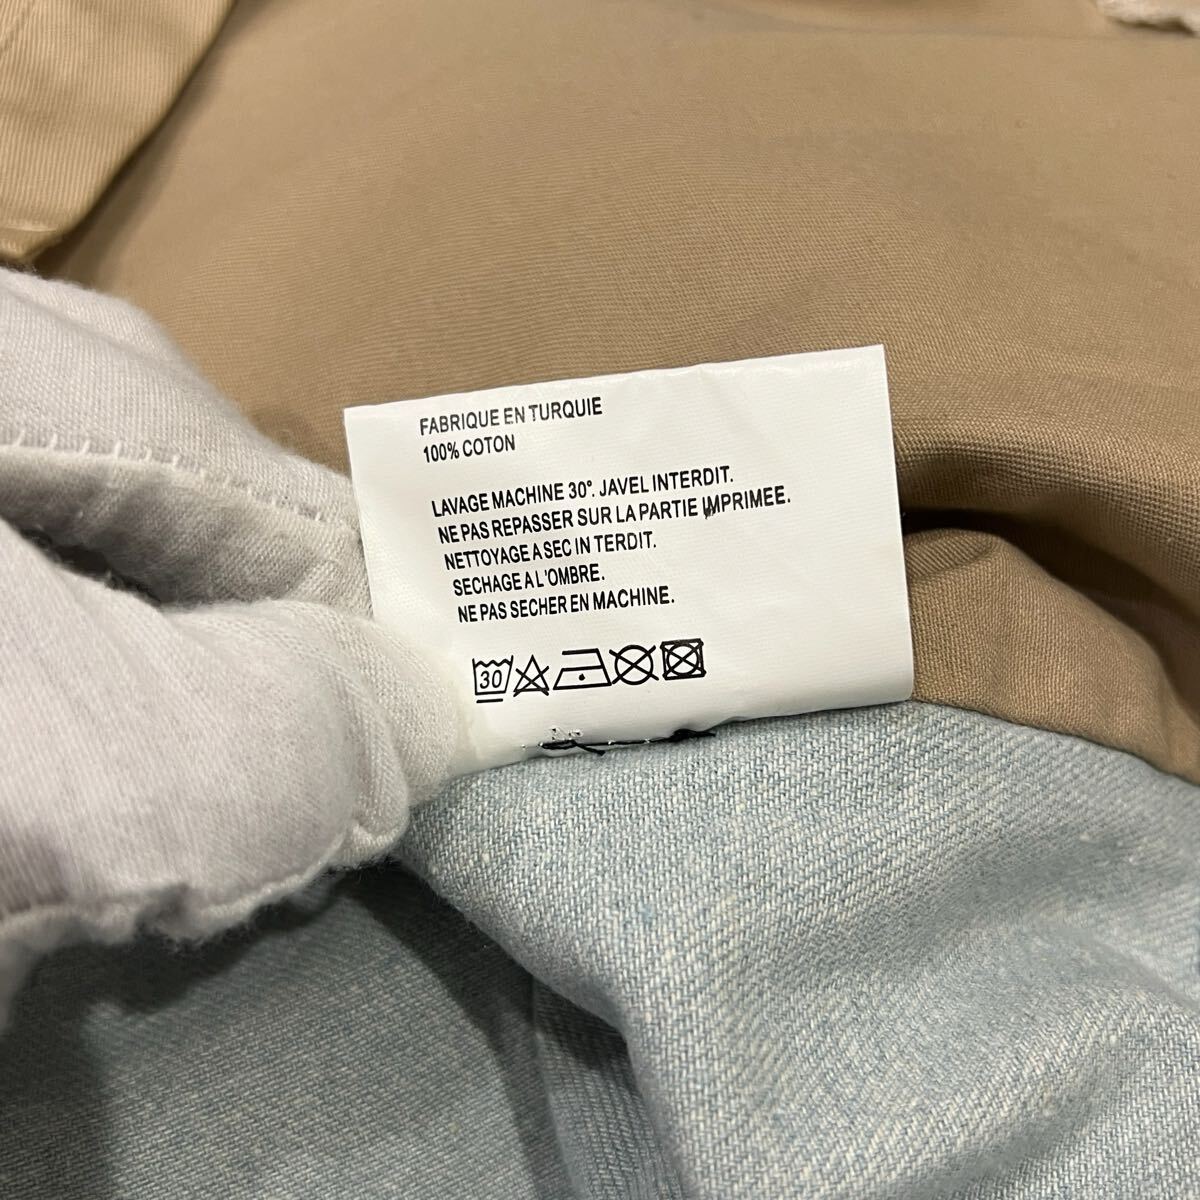 FABRIQUE EN TURQUIE
100% COTON
LAVAGE MACHINE 30°. JAVEL INTERDIT.
NE PAS REPASSER SUR LA PARTIE IMPRIMEE.
NETTOYAGE A SEC IN TERDIT.
SECHAGE A L'OMBRE.
NE PAS SECHER EN MACHINE.
30